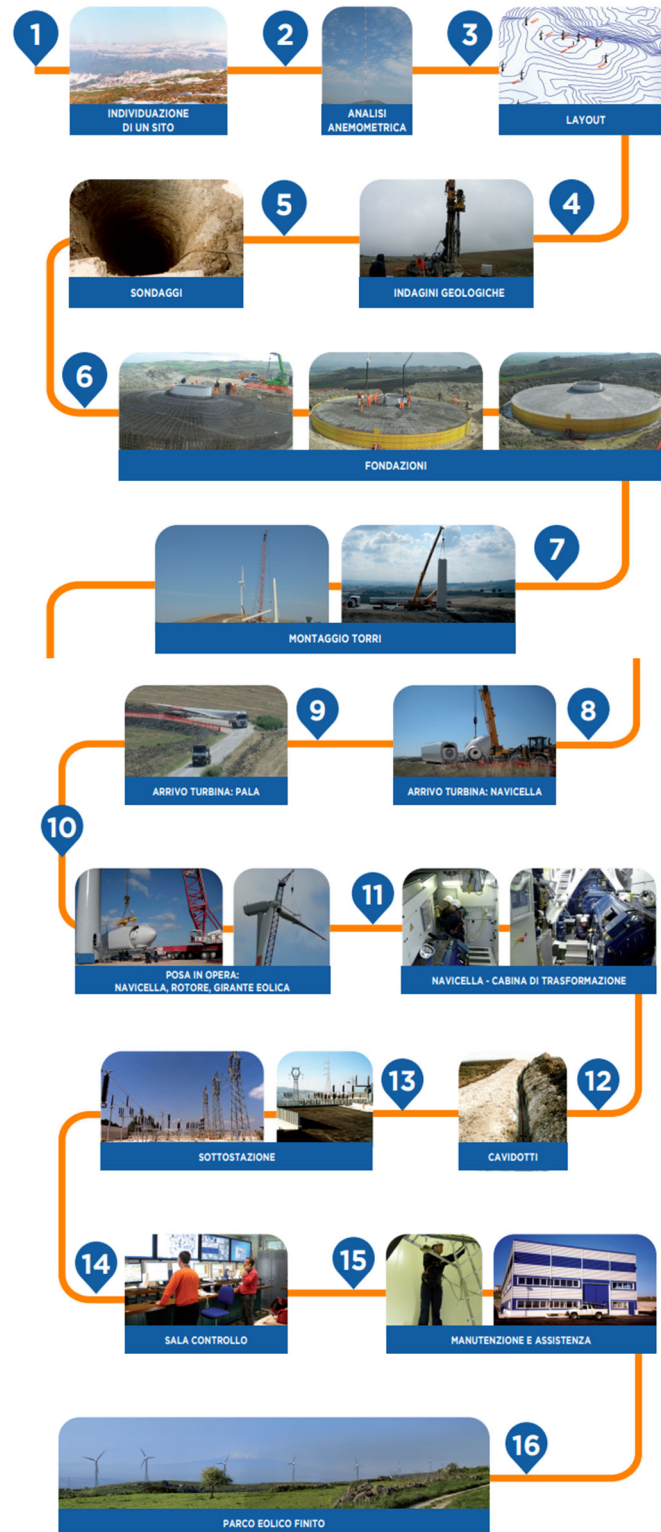 1
INDIVIDUAZIONE
DI UN SITO
2
ANALISI
ANEMOMETRICA
3
LAYOUT
4
INDAGINI GEOLOGICHE
5
SONDAGGI
6
FONDAZIONI
7
MONTAGGIO TORRI
8
ARRIVO TURBINA: NAVICELLA
9
ARRIVO TURBINA: PALA
10
POSA IN OPERA:
NAVICELLA, ROTORE, GIRANTE EOLICA
11
NAVICELLA - CABINA DI TRASFORMAZIONE
12
CAVIDOTTI
13
SOTTOSTAZIONE
14
SALA CONTROLLO
15
MANUTENZIONE E ASSISTENZA
16
PARCO EOLICO FINITO